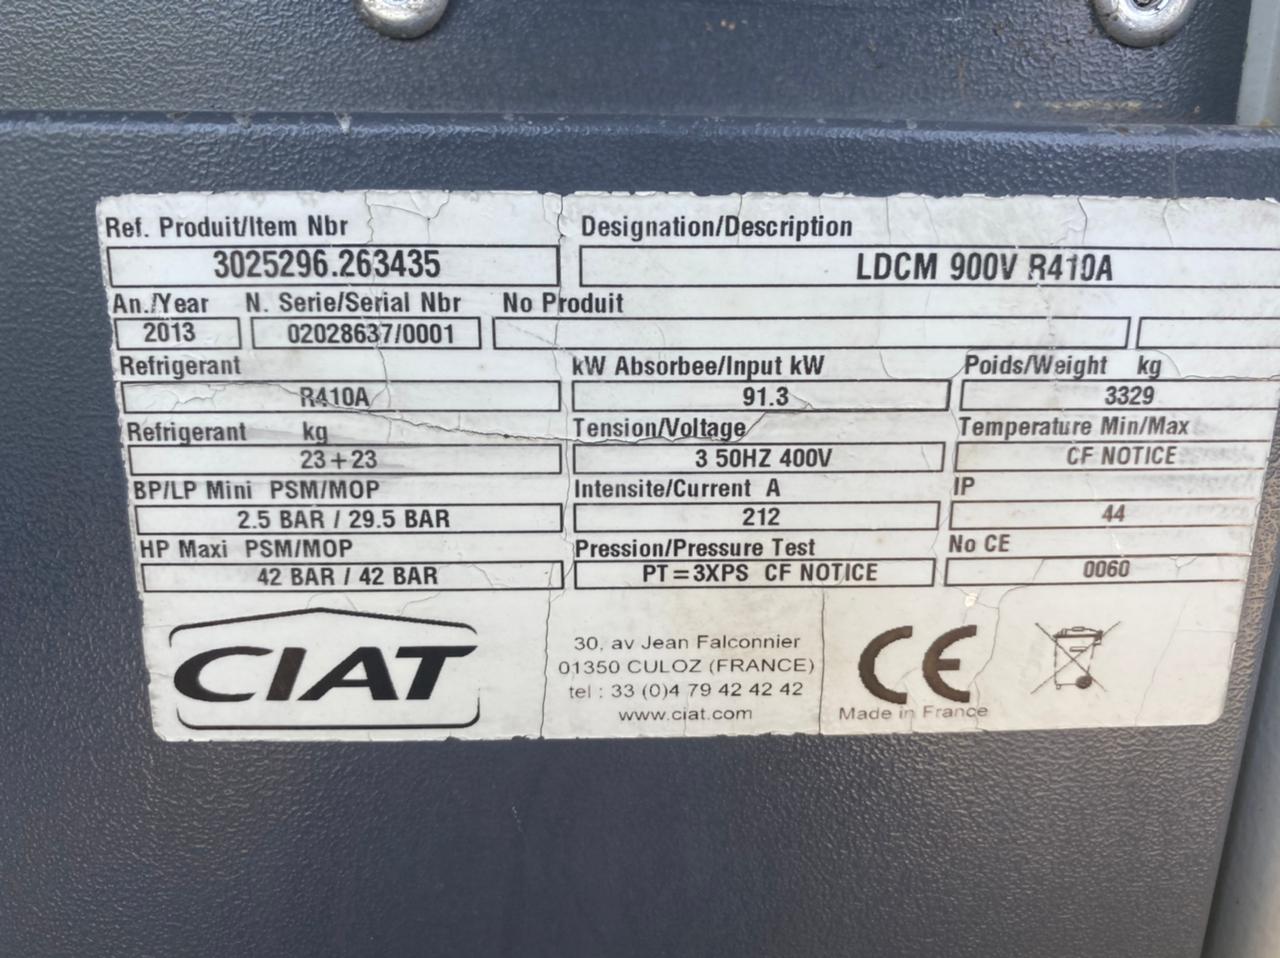 Ref. Produit/Item Nbr Designation/Description
3025296.263435 LDCM 900V R410A
An./Year N. Serie/Serial Nbr No Produit
2013 02028637/0001
Refrigerant kW Absorbee/Input kW Poids/Weight kg
R410A 91.3 3329
Refrigerant kg Tension/Voltage Temperature Min/Max
23+23 3 50HZ 400V CF NOTICE
BP/LP Mini PSM/MOP Intensite/Current A IP
2.5 BAR / 29.5 BAR 212 44
HP Maxi PSM/MOP Pression/Pressure Test No CE
42 BAR / 42 BAR PT=3XPS CF NOTICE 0060
CIAT
30, av Jean Falconnier
01350 CULOZ (FRANCE)
tel : 33 (0)4 79 42 42 42
www.ciat.com
CE
Made in France